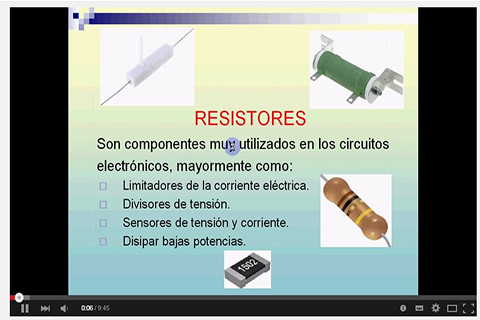 RESISTORES
Son componentes muy utilizados en los circuitos
electrónicos, mayormente como:
Limitadores de la corriente eléctrica.
Divisores de tensión.
Sensores de tensión y corriente.
Disipar bajas potencias.
1502
0:06 / 9:45